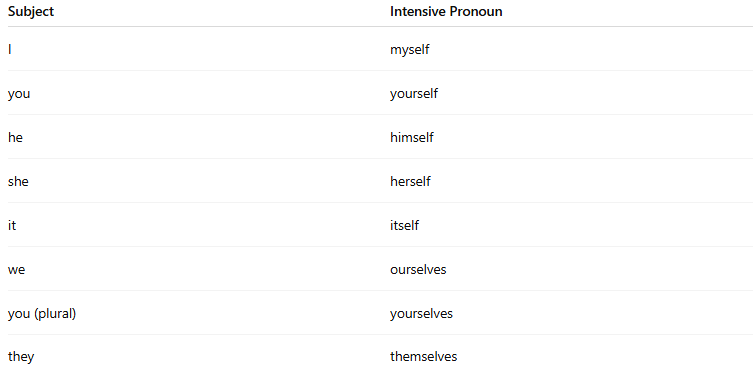 Subject Intensive Pronoun
I myself
you yourself
he himself
she herself
it itself
we ourselves
you (plural) yourselves
they themselves